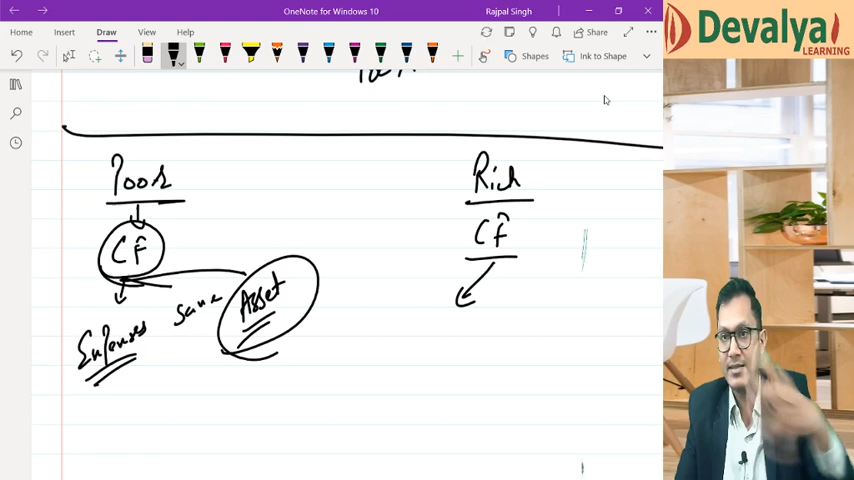 OneNote for Windows 10
Rajpal Singh
Home Insert Draw View Help
Share
Shapes
Ink to Shape
Devalya
LEARNING
Poor
Rich
CF
CF
Expenses
Save
Asset